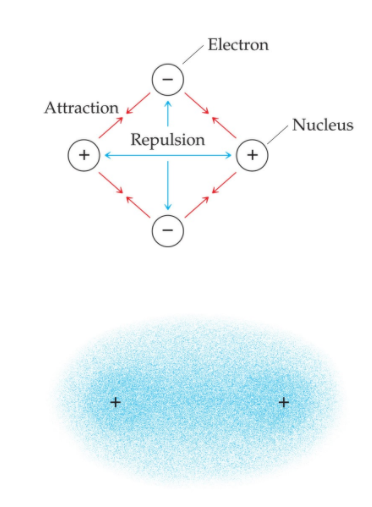 Electron
−
Attraction
Nucleus
Repulsion
+
+
−
+
+